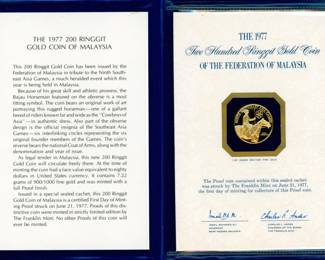 THE 1977 200 RINGGIT
GOLD COIN OF MALAYSIA
This 200 Ringgit Gold Coin has been issued by the
Federation of Malaysia in tribute to the Ninth South-
east Asia Games, a much heralded event which this
year is being held in Malaysia.
Because of his great skill and athletic prowess, the
Bajau Horseman featured on the obverse is a most
fitting symbol. The coin bears an original work of art
portraying this rugged horseman—one of a gallant
breed of riders known far and wide as the "Cowboys of
Asia"—in authentic dress. Also part of the obverse
design is the official insignia of the Southeast Asia
Games—six interlinking circles representing the six
original founder members of the Games. The coin's
reverse bears the national Coat of Arms, along with the
denomination and year of issue.
As legal tender in Malaysia, this new 200 Ringgit
Gold Coin will circulate freely there. At the time of
minting the coin had a face value equivalent to eighty
dollars in United States currency. It contains 7.22
grams of 900/1000 fine gold and was minted with a
full Proof finish.
Issued in a special sealed cachet, this 200 Ringgit
Gold Coin of Malaysia is a certified First Day of Mint-
ing Proof struck on June 21, 1977. Proofs of this dis-
tinctive coin were minted in strictly limited edition by
The Franklin Mint. No other Proofs of this coin will
ever be minted.
THE 1977
Two Hundred Ringgit Gold Coin
OF THE FEDERATION OF MALAYSIA
The Proof coin contained within this sealed cachet
was struck by The Franklin Mint on June 21, 1977,
the first day of minting for collectors of this proof coin.